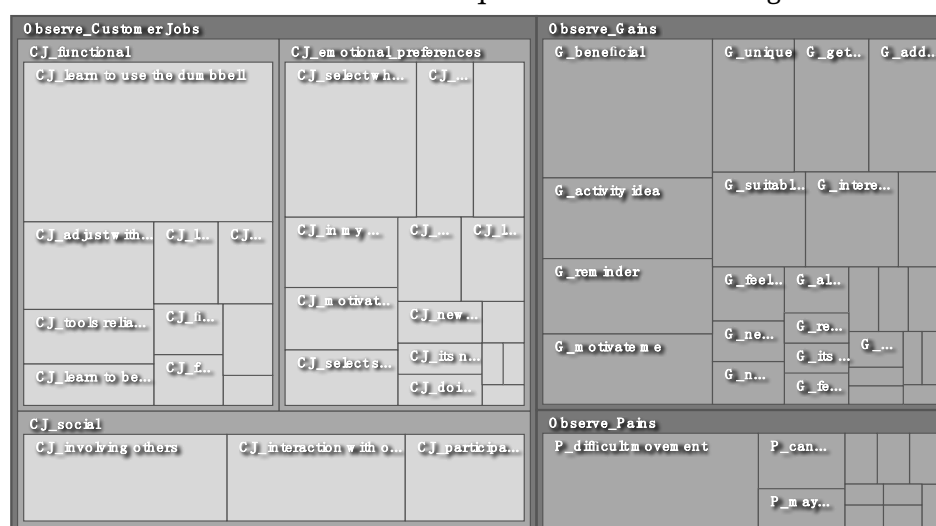 Observe_CustomerJobs
CJ_functional
CJ_learn to use the dumbbell
CJ_adjust with...
CJ_l...
CJ...
CJ_tools relia...
CJ_fi...
CJ_learn to be...
CJ_f...
CJ_emotional_preferences
CJ_select wh...
CJ_...
CJ_in my ...
CJ_...
CJ_l...
CJ_motivat...
CJ_new ...
CJ_select s...
CJ_its n...
CJ_doi...
CJ_social
CJ_involving others
CJ_interaction with o...
CJ_participa...
Observe_Gains
G_beneficial
G_unique
G_get...
G_add...
G_activity idea
G_suitabl...
G_intere...
G_reminder
G_feel...
G_al...
G_motivate me
G_ne...
G_re...
G_its ...
G_...
G_n...
G_fe...
Observe_Pains
P_difficult movement
P_can...
P_may...